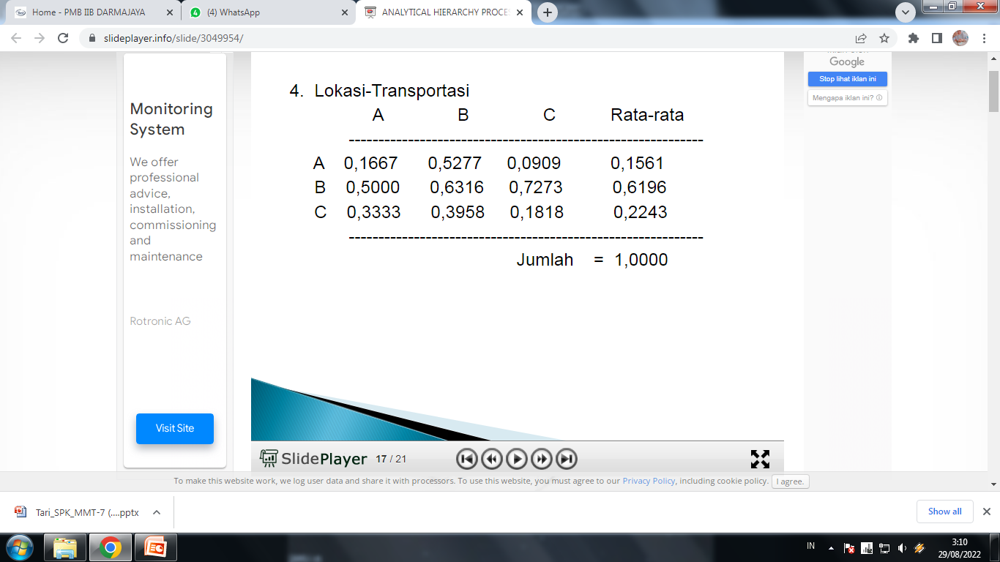 Home - PMB IIB DARMAJAYA
(4) WhatsApp
ANALYTICAL HIERARCHY PROCE
slideplayer.info/slide/3049954/
Monitoring
System
We offer
professional
advice,
installation,
commissioning
and
maintenance
Rotronic AG
Visit Site
4. Lokasi-Transportasi
A B C Rata-rata
------------------------------------------------------------
A 0,1667 0,5277 0,0909 0,1561
B 0,5000 0,6316 0,7273 0,6196
C 0,3333 0,3958 0,1818 0,2243
------------------------------------------------------------
Jumlah = 1,0000
Google
Stop lihat iklan ini
Mengapa iklan ini?
SlidePlayer 17 / 21
To make this website work, we log user data and share it with processors. To use this website, you must agree to our Privacy Policy, including cookie policy. I agree.
Tari_SPK_MMT-7 (....pptx
Show all
IN
3:10
29/08/2022